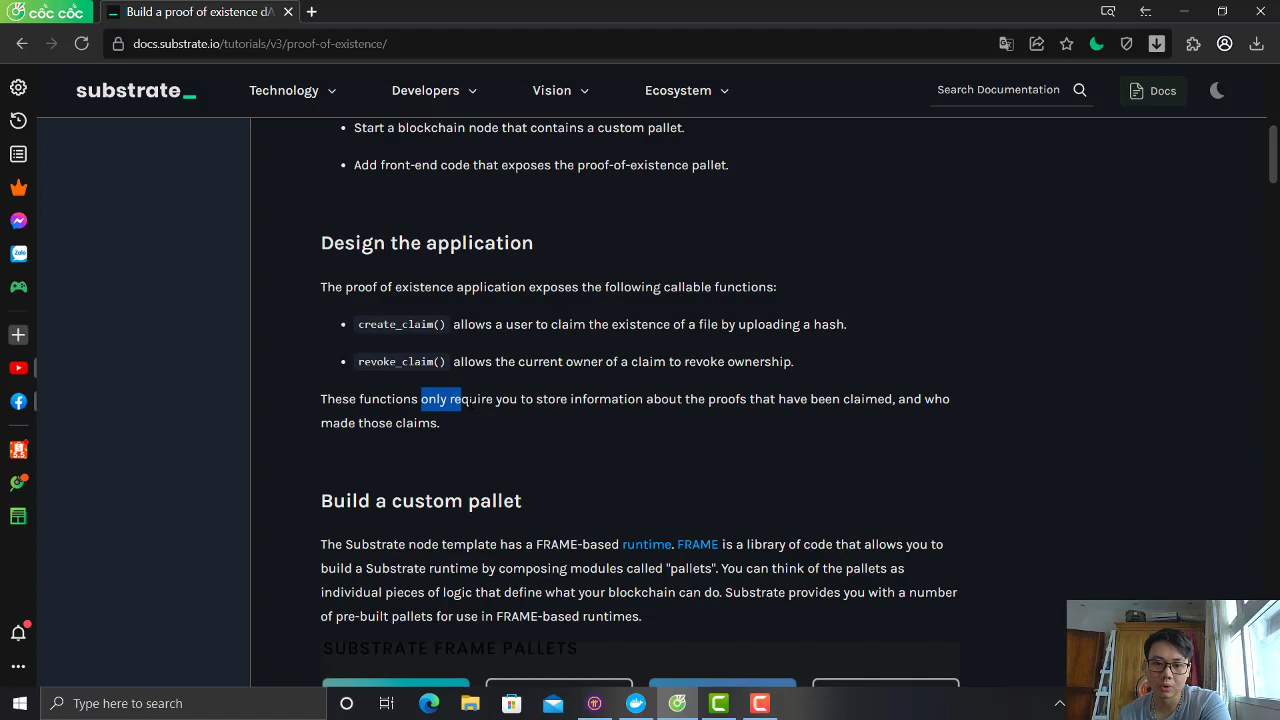 cốc cốc
Build a proof of existence dA
docs.substrate.io/tutorials/v3/proof-of-existence/
substrate_
Technology
Developers
Vision
Ecosystem
Search Documentation
Docs
• Start a blockchain node that contains a custom pallet.
• Add front-end code that exposes the proof-of-existence pallet.
Design the application
The proof of existence application exposes the following callable functions:
• create_claim() allows a user to claim the existence of a file by uploading a hash.
• revoke_claim() allows the current owner of a claim to revoke ownership.
These functions only require you to store information about the proofs that have been claimed, and who
made those claims.
Build a custom pallet
The Substrate node template has a FRAME-based runtime. FRAME is a library of code that allows you to
build a Substrate runtime by composing modules called "pallets". You can think of the pallets as
individual pieces of logic that define what your blockchain can do. Substrate provides you with a number
of pre-built pallets for use in FRAME-based runtimes.
SUBSTRATE FRAME PALLETS
Zalo
5.5
Type here to search